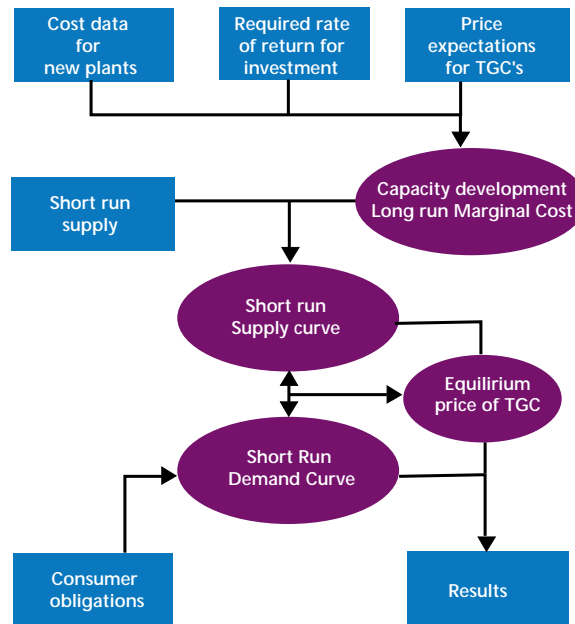 Cost data
for
new plants
Required rate
of return for
investment
Price
expectations
for TGC's
Capacity development
Long run Marginal Cost
Short run
supply
Short run
Supply curve
Equilirium
price of TGC
Short Run
Demand Curve
Consumer
obligations
Results